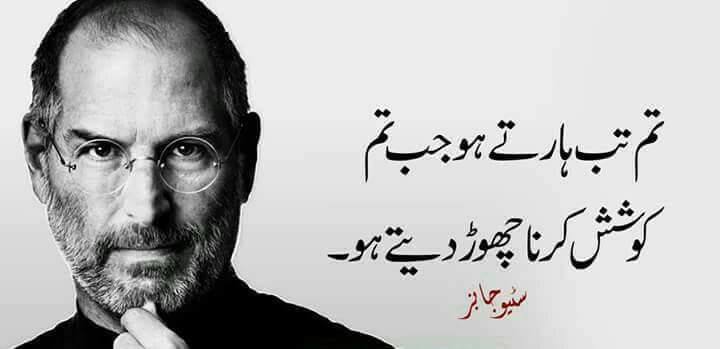 تم تب ہارتے ہو جب تم
کوشش کرنا چھوڑ دیتے ہو۔
سٹیو جابز